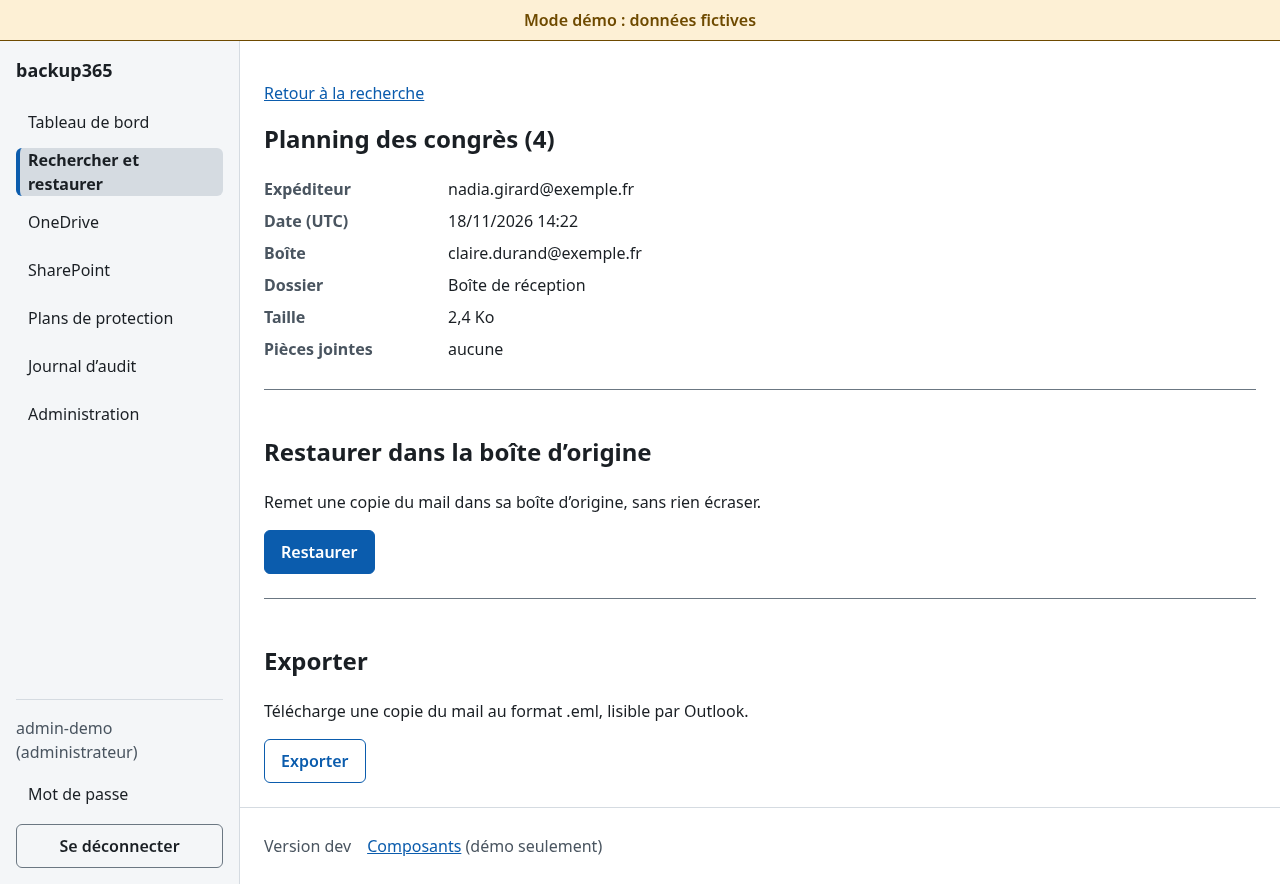 Mode démo : données fictives
backup365
Tableau de bord
Rechercher et
restaurer
OneDrive
SharePoint
Plans de protection
Journal d’audit
Administration
admin-demo
(administrateur)
Mot de passe
Se déconnecter
Retour à la recherche
Planning des congrès (4)
Expéditeur nadia.girard@exemple.fr
Date (UTC) 18/11/2026 14:22
Boîte claire.durand@exemple.fr
Dossier Boîte de réception
Taille 2,4 Ko
Pièces jointes aucune
Restaurer dans la boîte d’origine
Remet une copie du mail dans sa boîte d’origine, sans rien écraser.
Restaurer
Exporter
Télécharge une copie du mail au format .eml, lisible par Outlook.
Exporter
Version dev Composants (démo seulement)